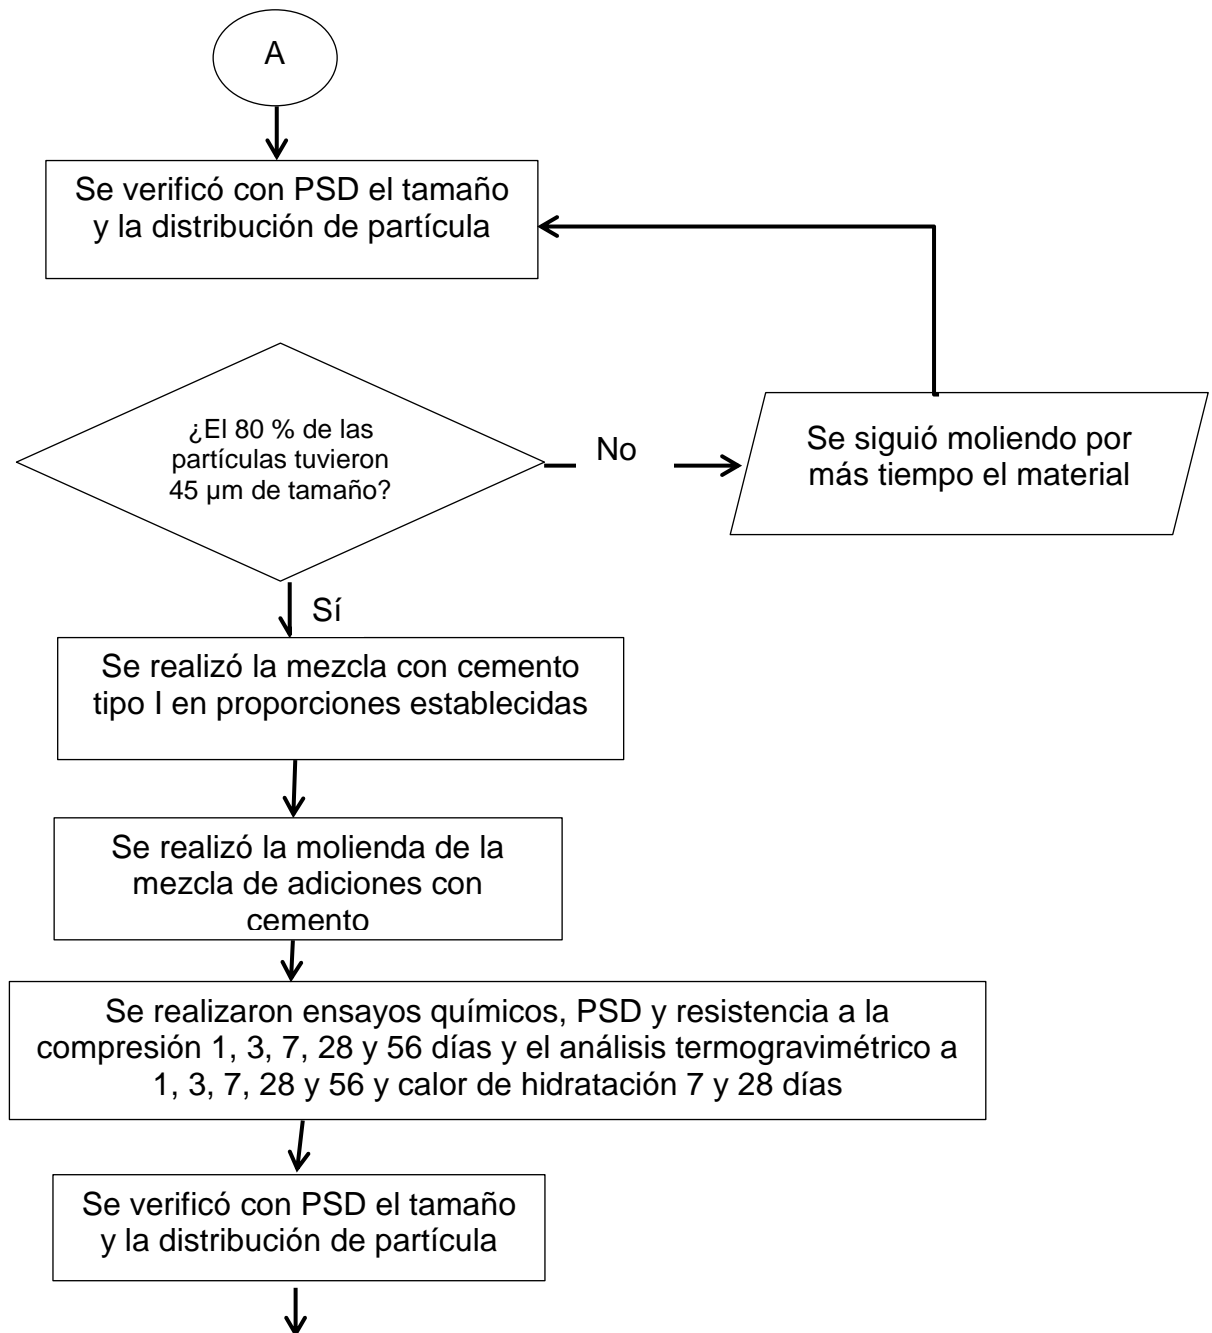 A
Se verificó con PSD el tamaño
y la distribución de partícula
¿El 80 % de las
partículas tuvieron
45 µm de tamaño?
No
Se siguió moliendo por
más tiempo el material
Sí
Se realizó la mezcla con cemento
tipo I en proporciones establecidas
Se realizó la molienda de la
mezcla de adiciones con
cemento
Se realizaron ensayos químicos, PSD y resistencia a la
compresión 1, 3, 7, 28 y 56 días y el análisis termogravimétrico a
1, 3, 7, 28 y 56 y calor de hidratación 7 y 28 días
Se verificó con PSD el tamaño
y la distribución de partícula